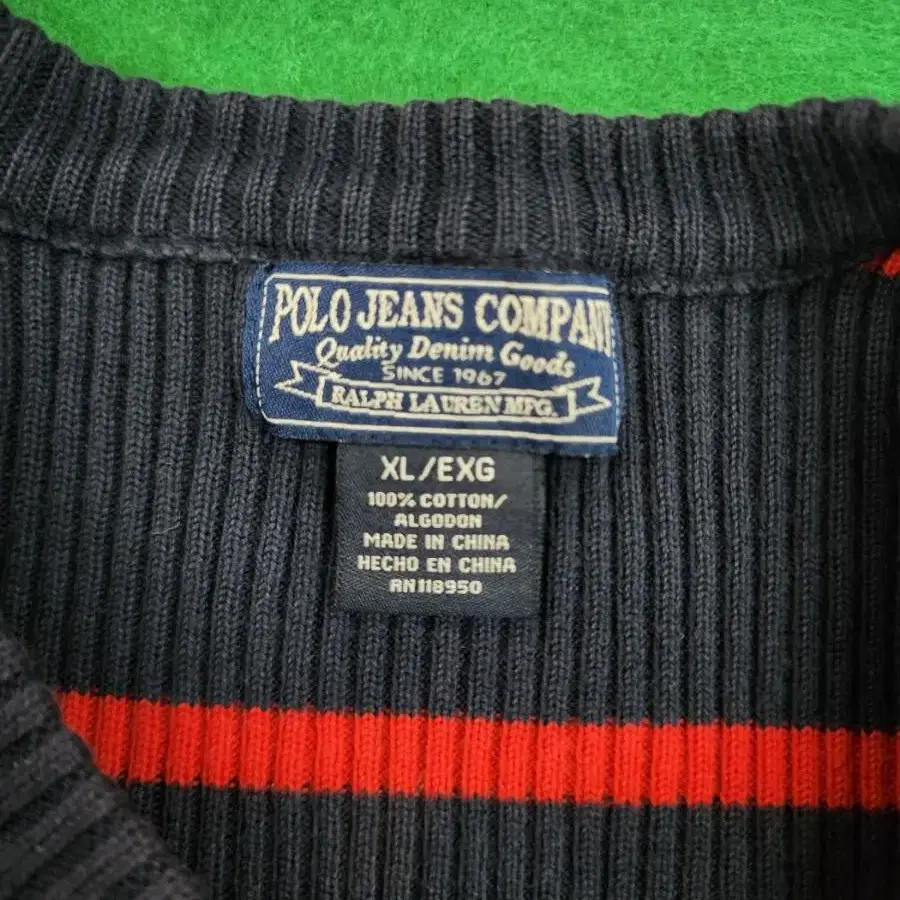 POLO JEANS COMPANY
Quality Denim Goods
SINCE 1967
RALPH LAUREN MFG.
XL/EXG
100% COTTON/
ALGODON
MADE IN CHINA
HECHO EN CHINA
RN118950